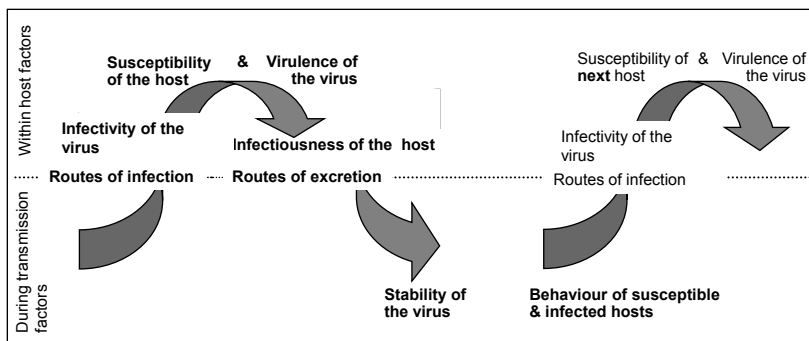 Within host factors
Susceptibility & Virulence of
of the host the virus
Infectivity of the
virus
Infectiousness of the host
Routes of infection Routes of excretion
Stability of
the virus
Susceptibility of & Virulence of
next host the virus
Infectivity of the
virus
Routes of infection
Behaviour of susceptible
& infected hosts
During transmission
factors